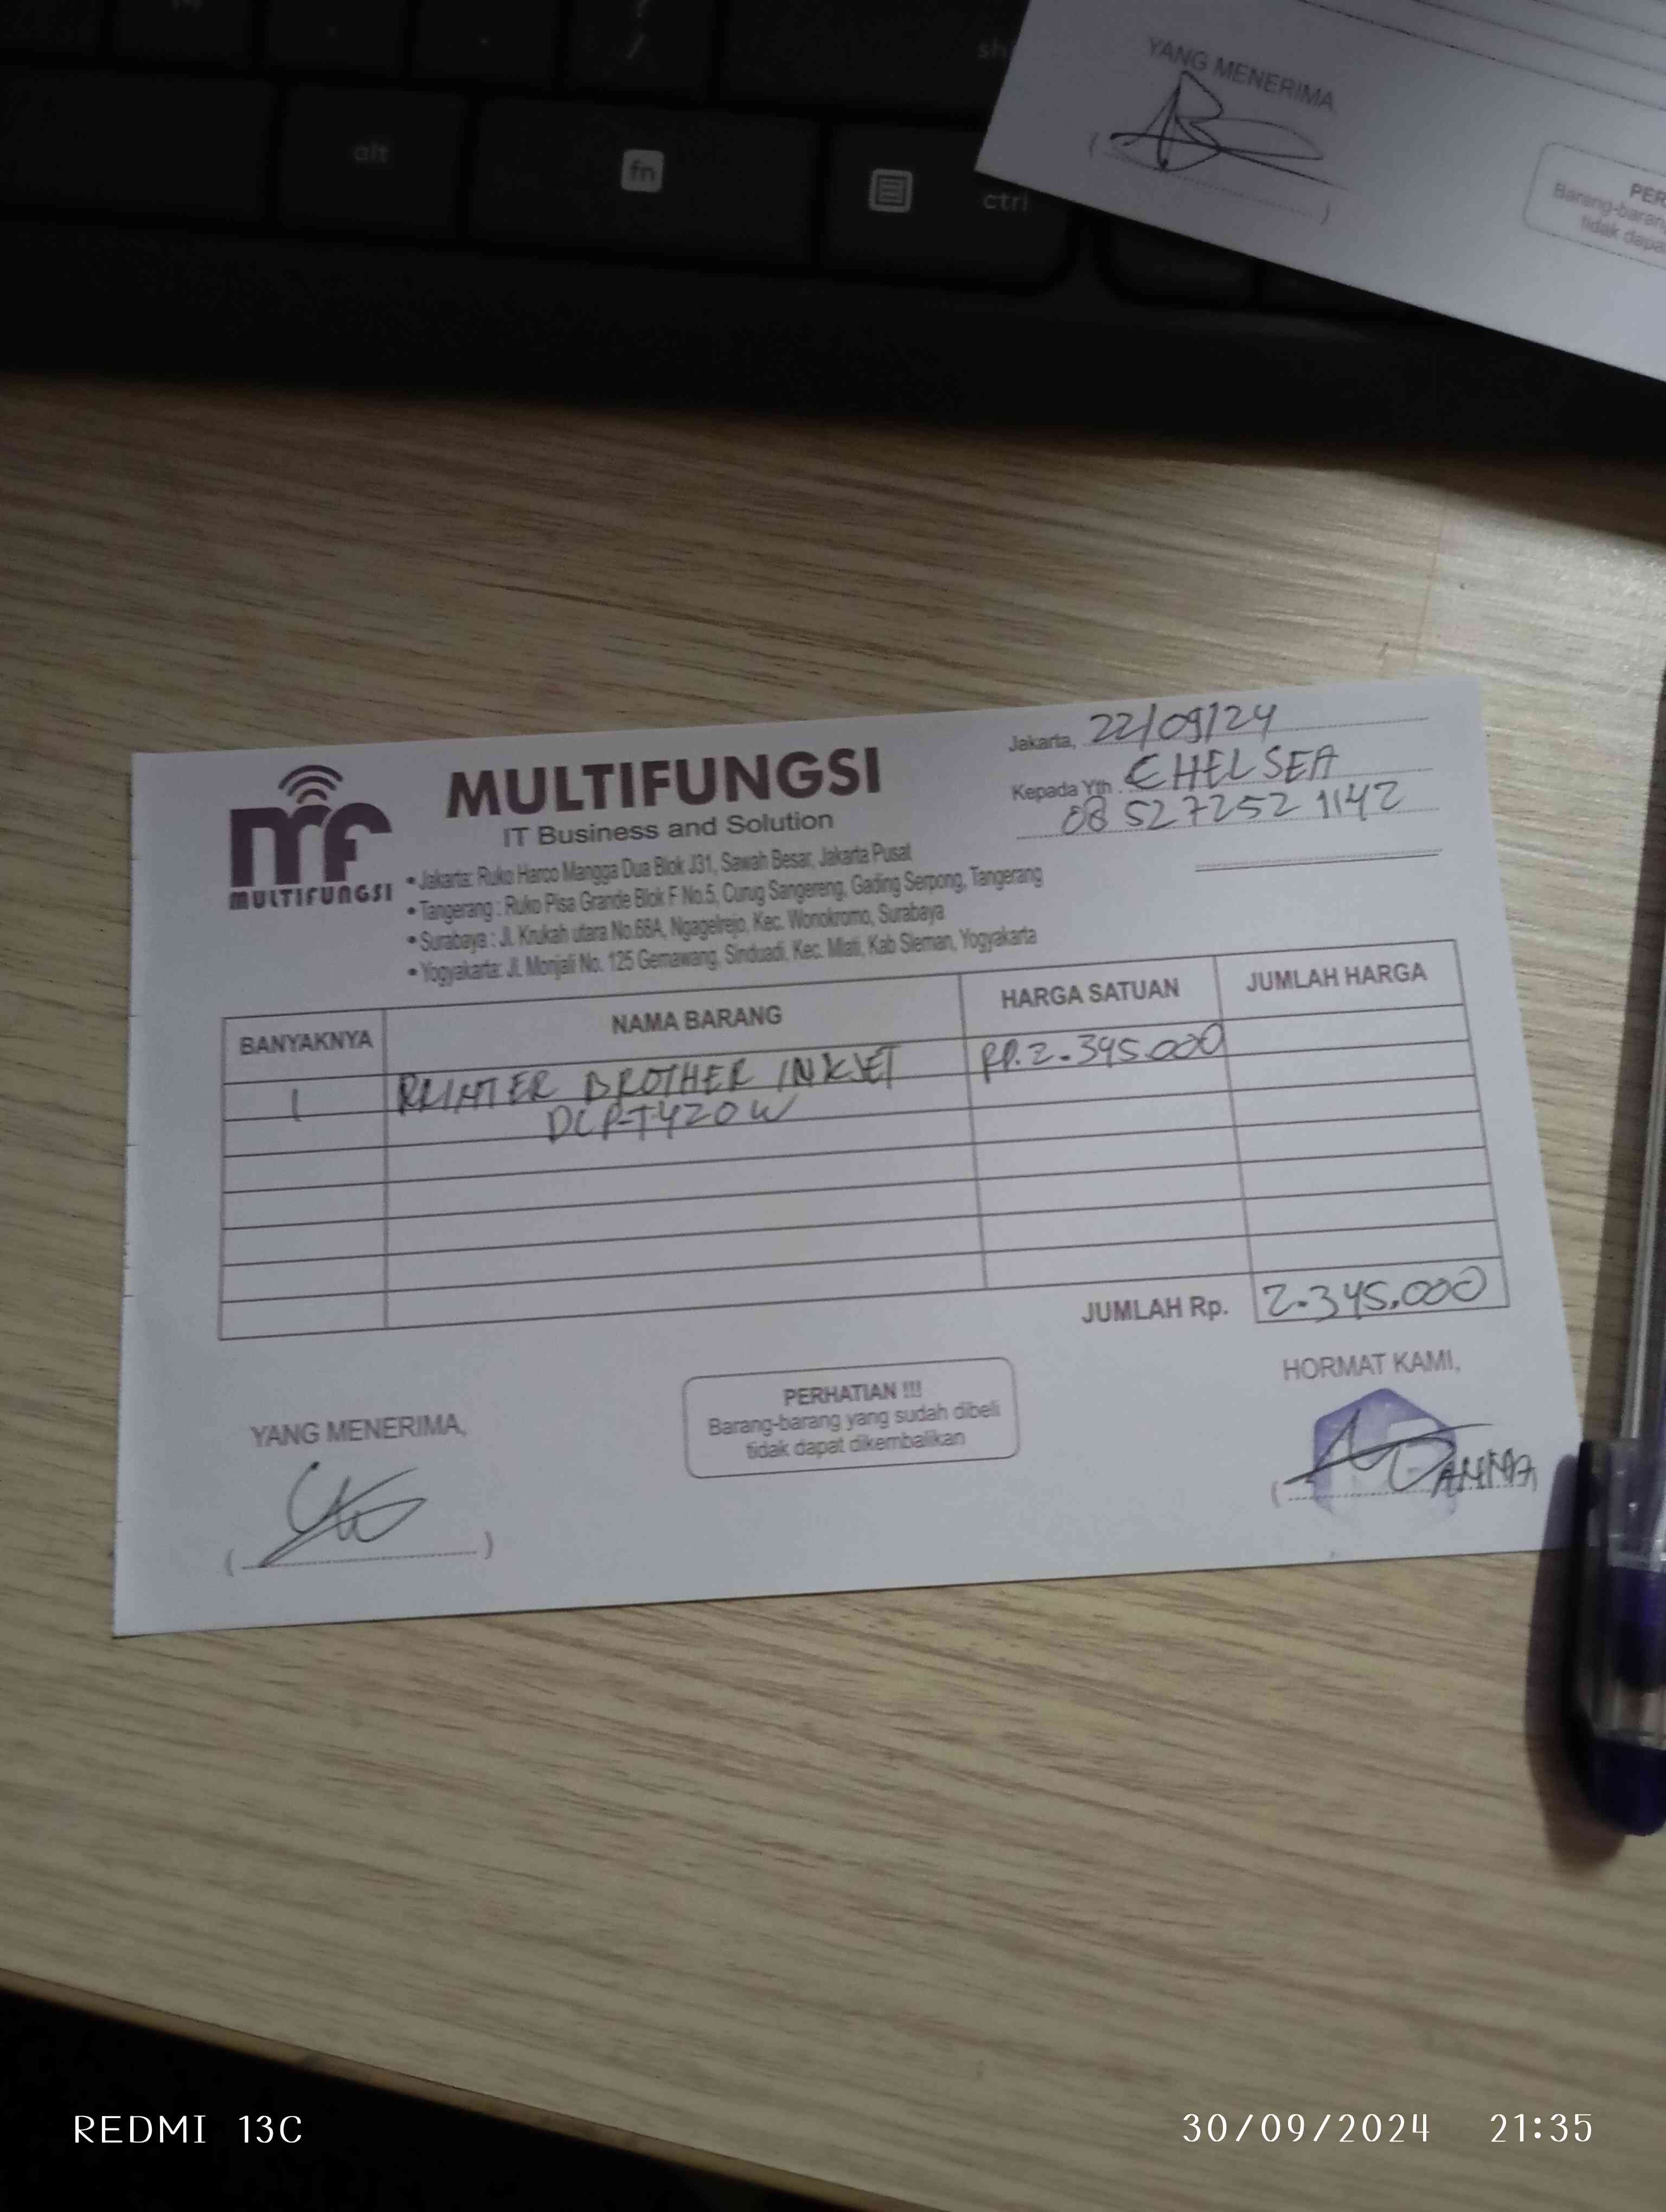 alt
fn
ctrl
YANG MENERIMA
Barang-baran
tidak dapa
mf
MULTIFUNGSI
MULTIFUNGSI
IT Business and Solution
• Jakarta: Ruko Harco Mangga Dua Blok J31, Sawah Besar, Jakarta Pusat
• Tangerang : Ruko Pisa Grande Blok F No.5, Curug Sangereng, Gading Serpong, Tangerang
• Surabaya : Jl. Krukah utara No.68A, Ngagelrejo, Kec. Wonokromo, Surabaya
• Yogyakarta: Jl. Monjali No. 125 Gemawang, Sinduadi, Kec. Mlati, Kab Sleman, Yogyakarta
Jakarta, 22/09/24
Kepada Yth. CHELSEA
08 527252 1142
BANYAKNYA NAMA BARANG HARGA SATUAN JUMLAH HARGA
1 PRINTER BROTHER INKJET RP. 2.345.000
DCP-T420W
JUMLAH Rp. 2.345.000
YANG MENERIMA,
PERHATIAN !!!
Barang-barang yang sudah dibeli
tidak dapat dikembalikan
HORMAT KAMI,
REDMI 13C
30/09/2024 21:35